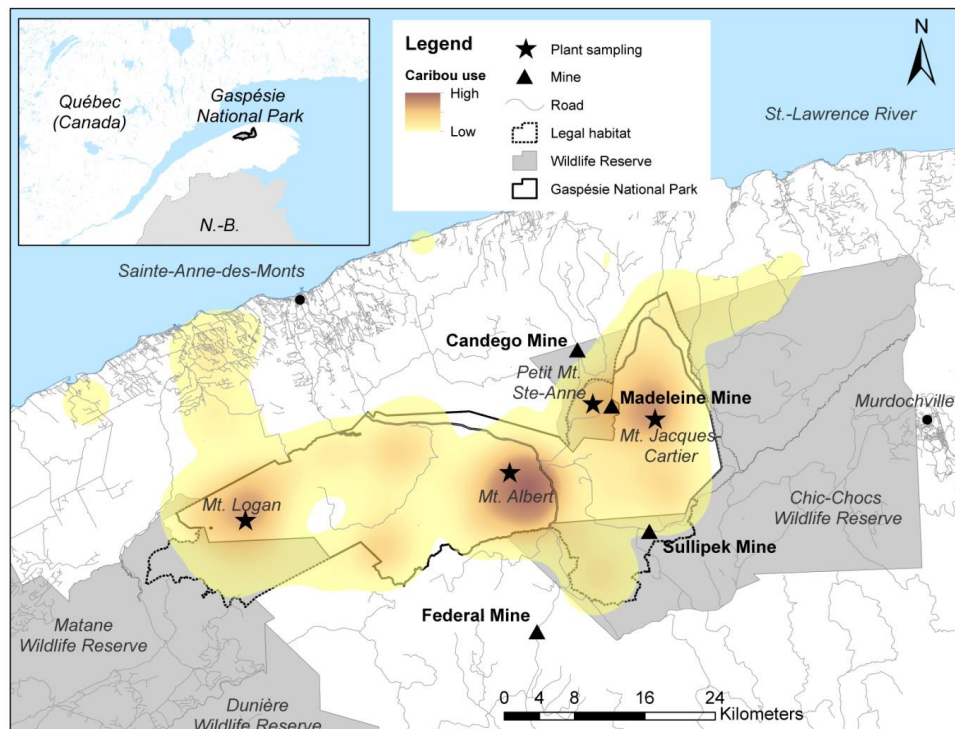 Québec
(Canada)
Gaspésie
National Park
N.-B.
Legend
Caribou use
High
Low
Plant sampling
Mine
Road
Legal habitat
Wildlife Reserve
Gaspésie National Park
N
St.-Lawrence River
Sainte-Anne-des-Monts
Candego Mine
Petit Mt.
Ste-Anne
Madeleine Mine
Mt. Jacques-
Cartier
Murdochville
Mt. Logan
Mt. Albert
Chic-Chocs
Wildlife Reserve
Sullipek Mine
Federal Mine
Matane
Wildlife Reserve
Dunière
Wildlife Reserve
0 4 8 16 24
Kilometers